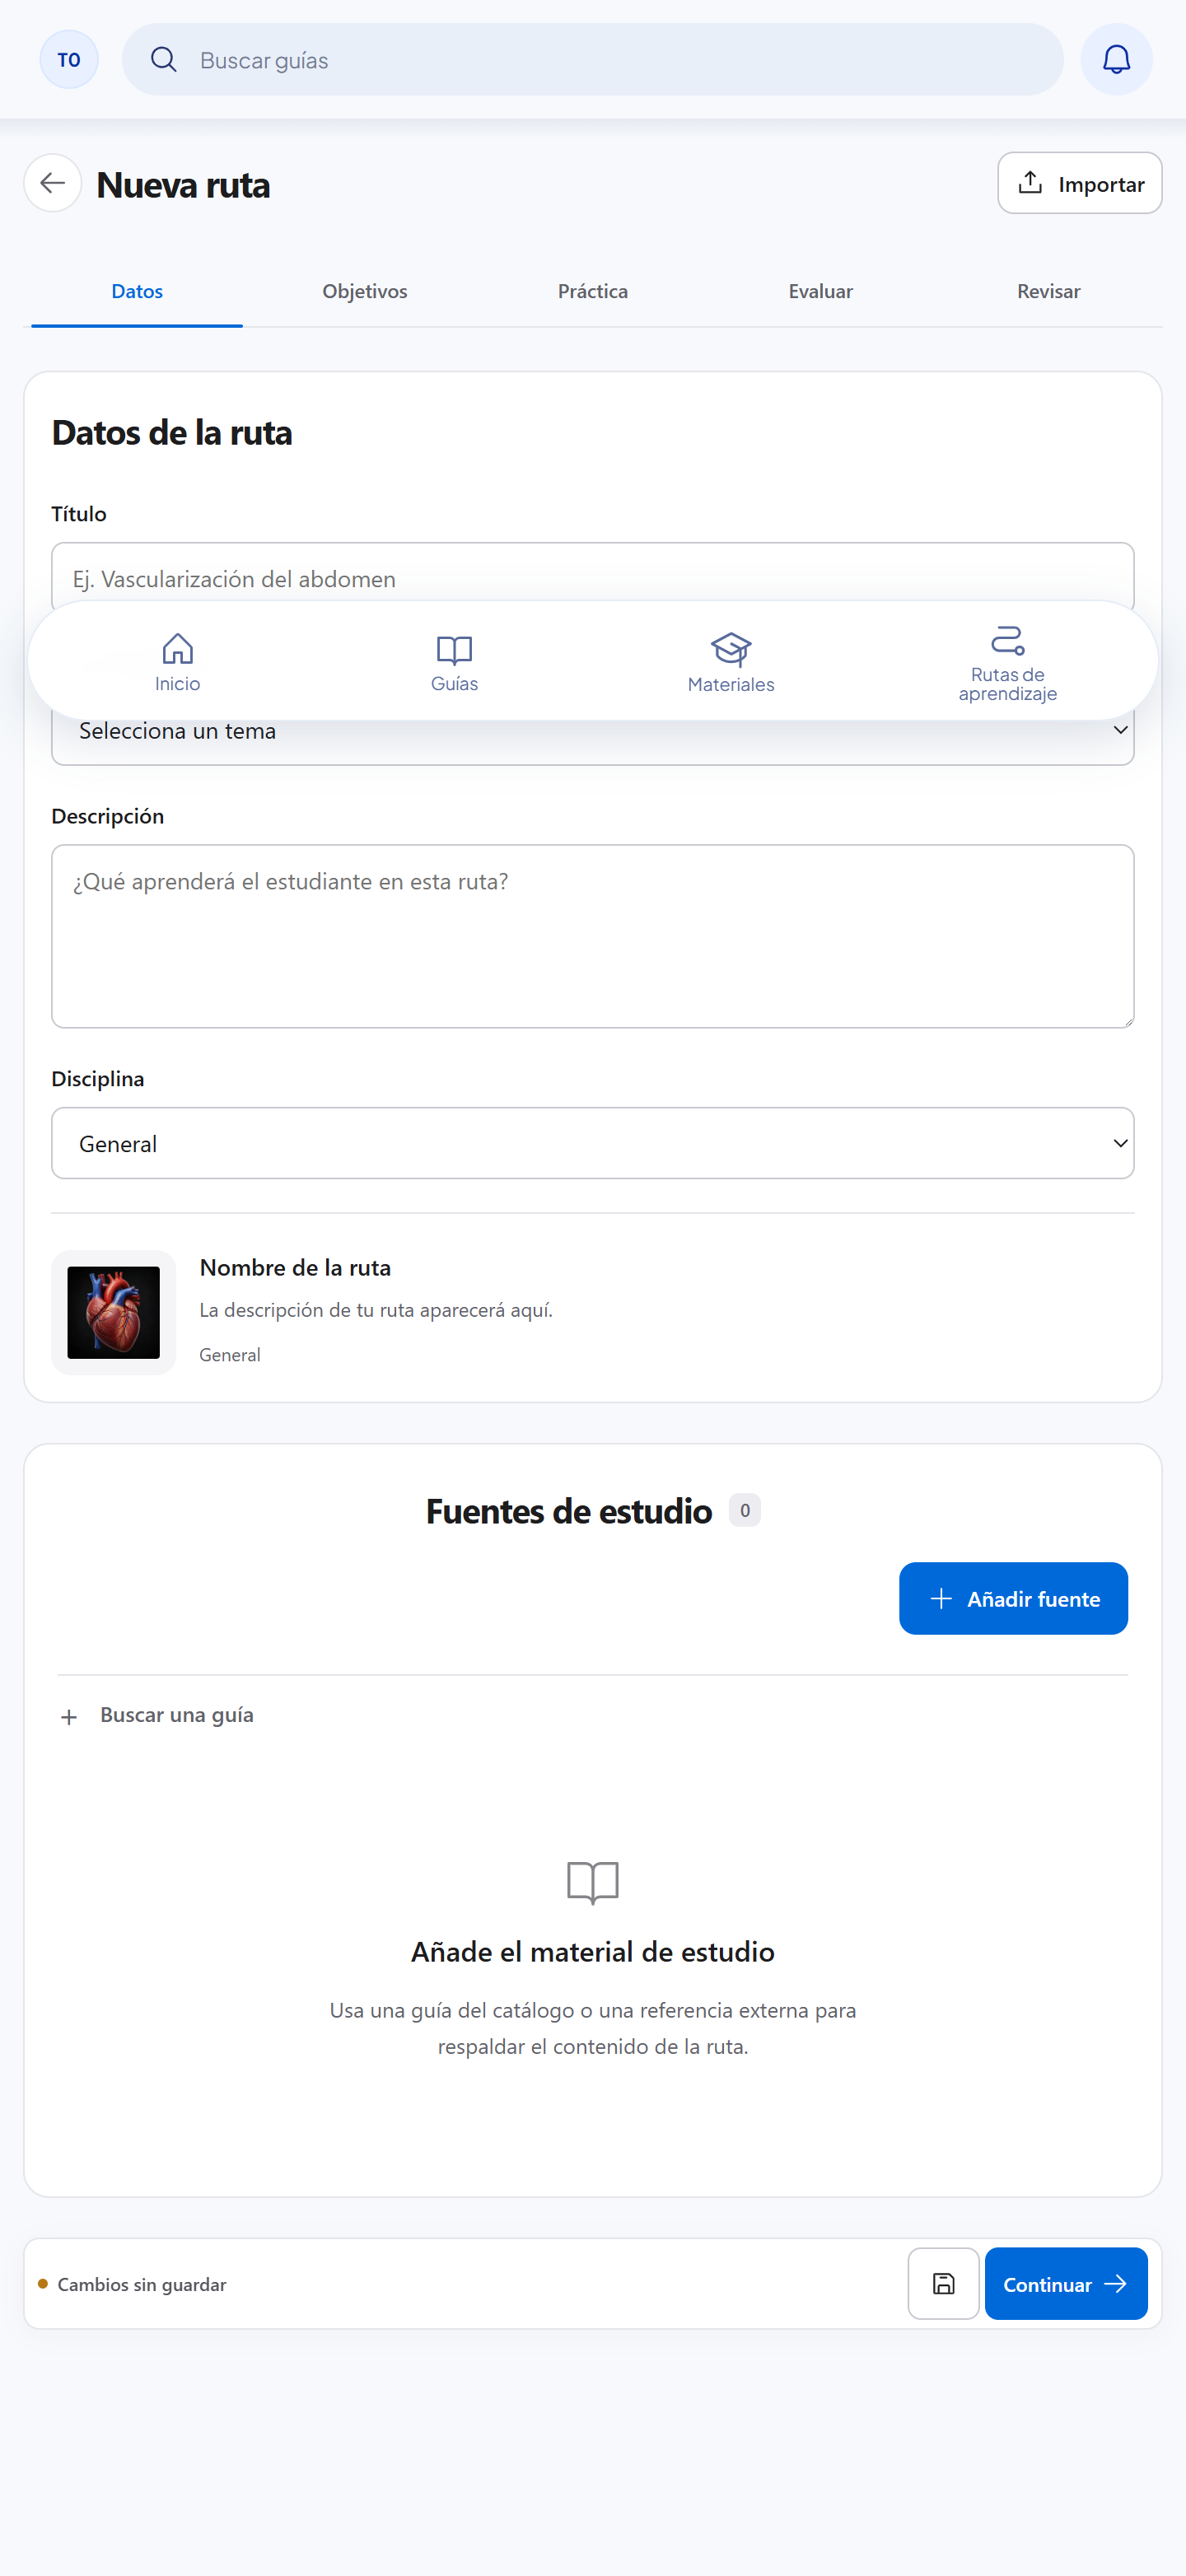 TO
Buscar guías
Nueva ruta
Importar
Datos
Objetivos
Práctica
Evaluar
Revisar
Datos de la ruta
Título
Ej. Vascularización del abdomen
Inicio
Guías
Materiales
Rutas de
aprendizaje
Selecciona un tema
Descripción
¿Qué aprenderá el estudiante en esta ruta?
Disciplina
General
Nombre de la ruta
La descripción de tu ruta aparecerá aquí.
General
Fuentes de estudio 0
Añadir fuente
Buscar una guía
Añade el material de estudio
Usa una guía del catálogo o una referencia externa para
respaldar el contenido de la ruta.
Cambios sin guardar
Continuar